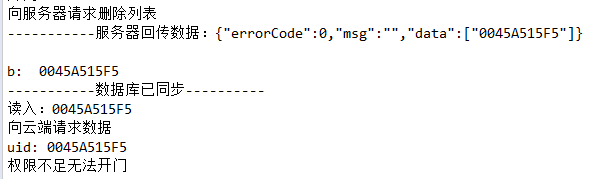 向服务器请求删除列表
-----------服务器回传数据：{"errorCode":0,"msg":"","data":["0045A515F5"]}
b:  0045A515F5
-----------数据库已同步----------
读入：0045A515F5
向云端请求数据
uid: 0045A515F5
权限不足无法开门